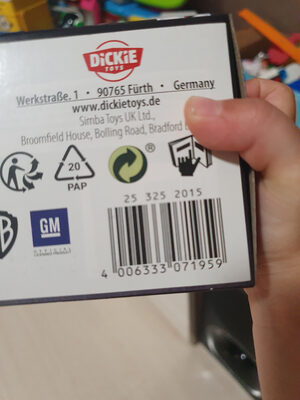 DICKIE
TOYS
Werkstraße. 1 • 90765 Fürth • Germany
www.dickietoys.de
Simba Toys UK Ltd.,
Broomfield House, Bolling Road, Bradford
®
20
PAP
GM
OFFICIAL
25 325 2015
4 006333 071959